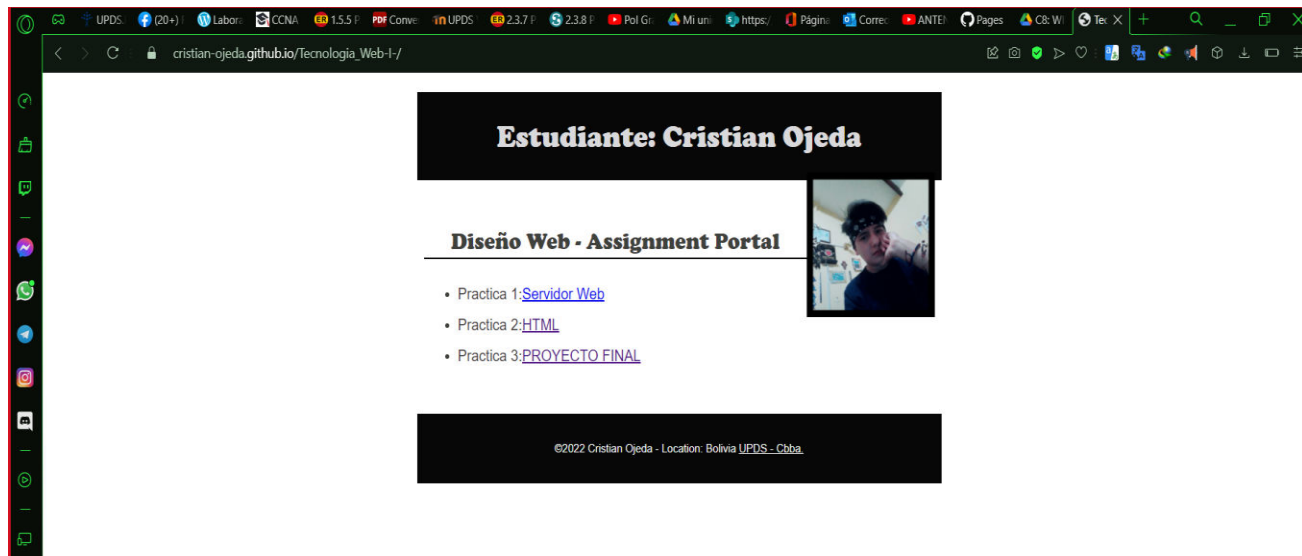 UPDS.
(20+)
Labora
CCNA
ER 1.5.5 P
PDF Conve
UPDS
ER 2.3.7 P
2.3.8 P
Pol Gr
Mi uni
https:/
Página
Correc
ANTEN
Pages
C8: WI
Tec
cristian-ojeda.github.io/Tecnologia_Web-I-/
Estudiante: Cristian Ojeda
Diseño Web - Assignment Portal
• Practica 1:Servidor Web
• Practica 2:HTML
• Practica 3:PROYECTO FINAL
©2022 Cristian Ojeda - Location: Bolivia UPDS - Cbba.